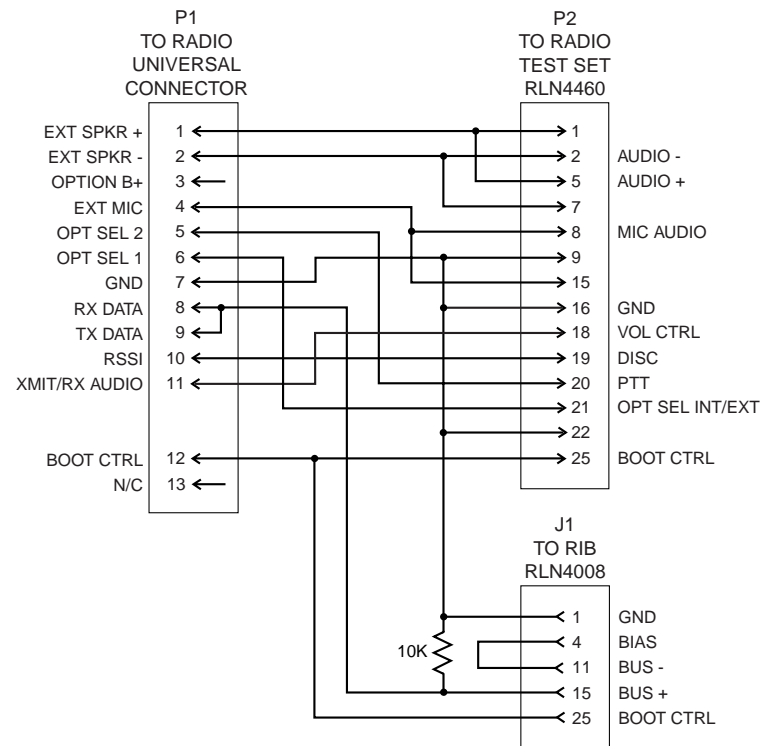 P1
TO RADIO
UNIVERSAL
CONNECTOR
EXT SPKR + 1
EXT SPKR - 2
OPTION B+ 3
EXT MIC 4
OPT SEL 2 5
OPT SEL 1 6
GND 7
RX DATA 8
TX DATA 9
RSSI 10
XMIT/RX AUDIO 11
BOOT CTRL 12
N/C 13
P2
TO RADIO
TEST SET
RLN4460
1
2 AUDIO -
5 AUDIO +
7
8 MIC AUDIO
9
15
16 GND
18 VOL CTRL
19 DISC
20 PTT
21 OPT SEL INT/EXT
22
25 BOOT CTRL
J1
TO RIB
RLN4008
1 GND
4 BIAS
11 BUS -
15 BUS +
25 BOOT CTRL
10K